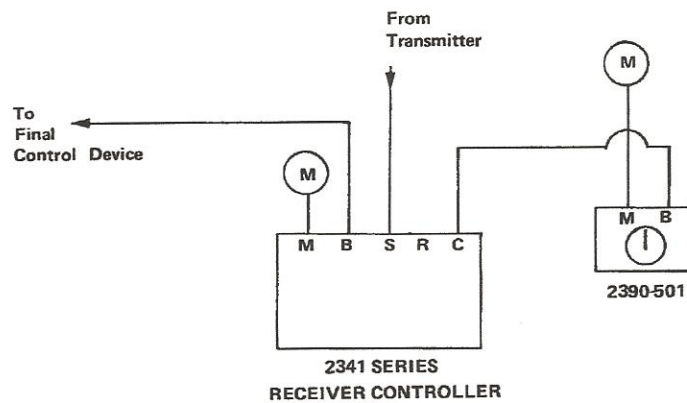 From
Transmitter
M
To
Final
Control Device
M
M B S R C
M B
2390-501
2341 SERIES
RECEIVER CONTROLLER